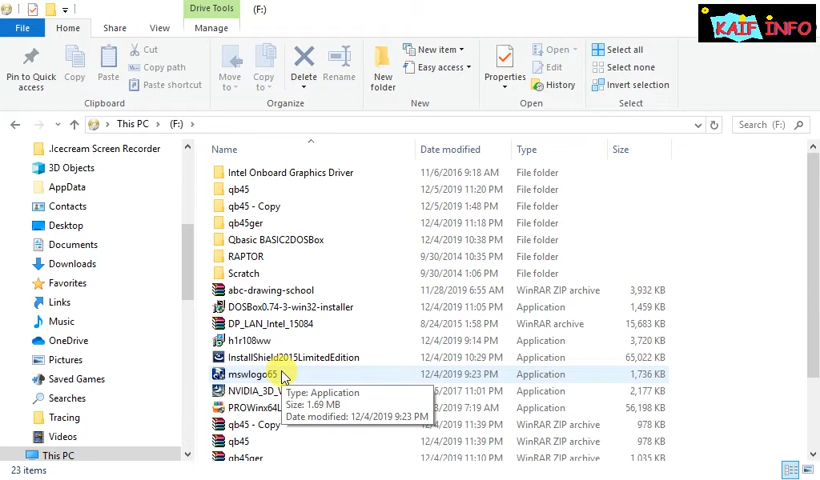 Drive Tools
(F:)
KAIF INFO
File
Home
Share
View
Manage
Pin to Quick access
Copy
Paste
Cut
Copy path
Paste shortcut
Clipboard
Move to
Copy to
Delete
Rename
Organize
New folder
New item
Easy access
New
Properties
Open
Edit
History
Open
Select all
Select none
Invert selection
Select
This PC > (F:) >
Search (F:)
.Icecream Screen Recorder
3D Objects
AppData
Contacts
Desktop
Documents
Downloads
Favorites
Links
Music
OneDrive
Pictures
Saved Games
Searches
Tracing
Videos
This PC
Name Date modified Type Size
Intel Onboard Graphics Driver 11/6/2016 9:18 AM File folder
qb45 12/5/2019 11:20 PM File folder
qb45 - Copy 12/5/2019 1:48 PM File folder
qb45ger 12/4/2019 11:18 PM File folder
Qbasic BASIC2DOSBox 12/4/2019 10:38 PM File folder
RAPTOR 9/30/2014 10:35 PM File folder
Scratch 9/30/2014 1:06 PM File folder
abc-drawing-school 11/28/2019 6:55 AM WinRAR ZIP archive 3,932 KB
DOSBox0.74-3-win32-installer 12/4/2019 11:05 PM Application 1,459 KB
DP_LAN_Intel_15084 8/24/2015 1:58 PM WinRAR ZIP archive 15,683 KB
h1r108ww 12/4/2019 9:14 PM Application 3,720 KB
InstallShield2015LimitedEdition 12/4/2019 10:29 PM Application 65,022 KB
mswlogo65 12/4/2019 9:23 PM Application 1,736 KB
NVIDIA_3D_V 2017 11:01 PM Application 2,177 KB
PROWinx64L 7:19 AM Application 56,198 KB
qb45 - Copy 11:39 PM WinRAR ZIP archive 978 KB
qb45 12/4/2019 11:39 PM WinRAR ZIP archive 978 KB
qb45ger 12/4/2019 11:10 PM WinRAR ZIP archive 1,035 KB
Type: Application
Size: 1.69 MB
Date modified: 12/4/2019 9:23 PM
23 items